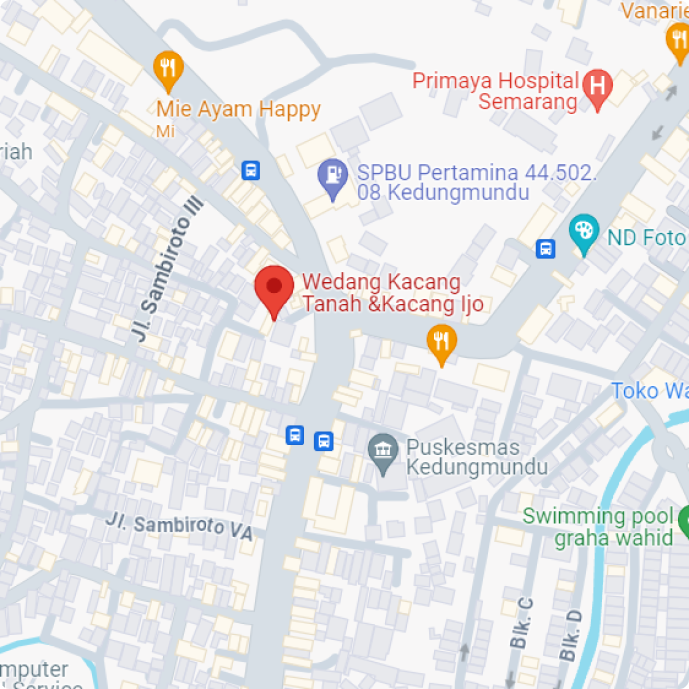 Vanarie
Primaya Hospital
Semarang
H
Mie Ayam Happy
Mi
riah
SPBU Pertamina 44.502.
08 Kedungmundu
Jl. Sambiroto III
ND Foto
Wedang Kacang
Tanah &Kacang Ijo
Toko Wa
Puskesmas
Kedungmundu
Jl. Sambiroto VA
Swimming pool
graha wahid
Blk. C
Blk. D
mputer
Service